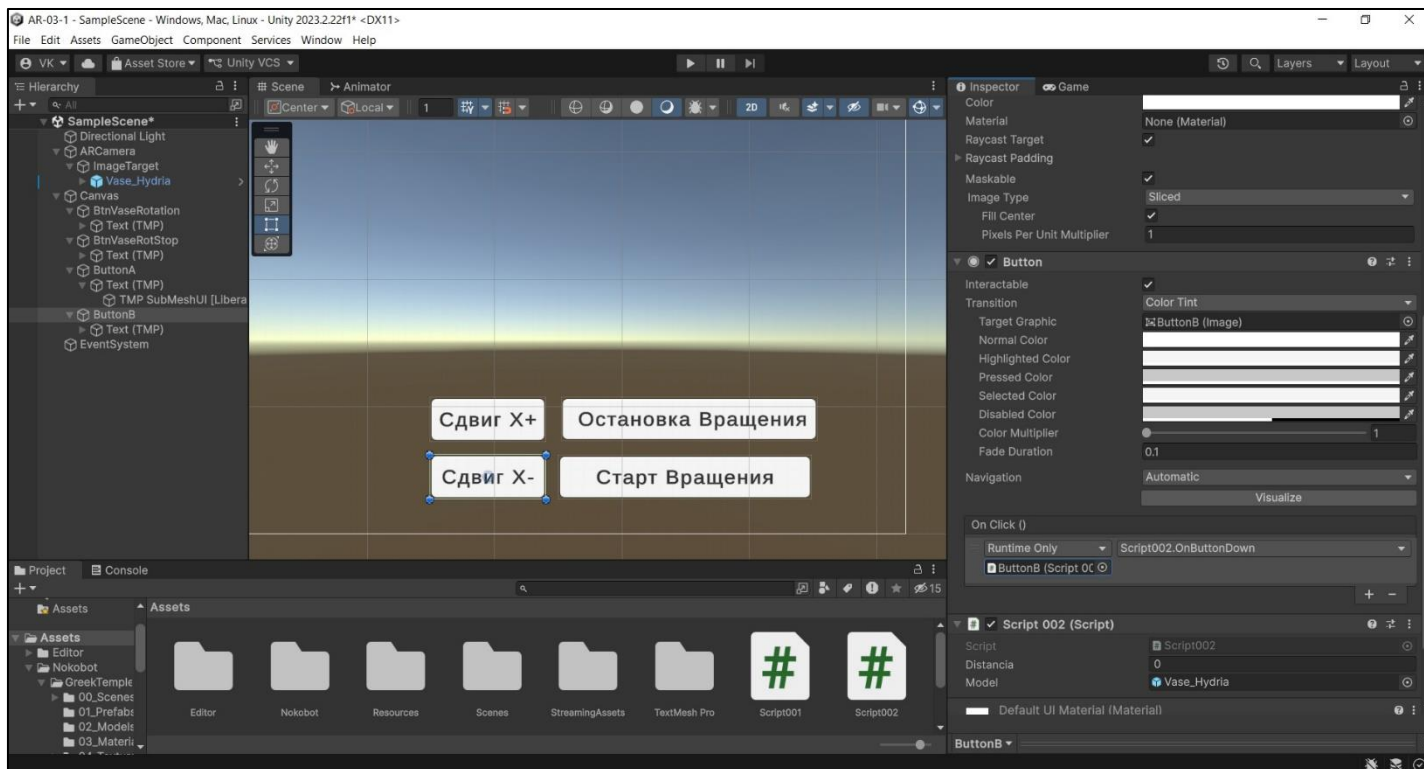 AR-03-1 - SampleScene - Windows, Mac, Linux - Unity 2023.2.22f1* <DX11>
File Edit Assets GameObject Component Services Window Help
VK Asset Store Unity VCS Layers Layout
Hierarchy
All
SampleScene*
Directional Light
ARCamera
ImageTarget
Vase_Hydria
Canvas
BtnVaseRotation
Text (TMP)
BtnVaseRotStop
Text (TMP)
ButtonA
Text (TMP)
TMP SubMeshUI [Libera
ButtonB
Text (TMP)
EventSystem
Scene Animator
Center Local 1 2D
Сдвиг X+ Остановка Вращения
Сдвиг X- Старт Вращения
Inspector Game
Color
Material None (Material)
Raycast Target
Raycast Padding
Maskable
Image Type Sliced
Fill Center
Pixels Per Unit Multiplier 1
Button
Interactable
Transition Color Tint
Target Graphic ButtonB (Image)
Normal Color
Highlighted Color
Pressed Color
Selected Color
Disabled Color
Color Multiplier 1
Fade Duration 0.1
Navigation Automatic
Visualize
On Click ()
Runtime Only Script002.OnButtonDown
ButtonB (Script 00
+ -
Script 002 (Script)
Script Script002
Distancia 0
Model Vase_Hydria
Default UI Material (Material)
ButtonB
Project Console
15
Assets
Assets
Editor
Nokobot
GreekTemple
00_Scenes
01_Prefabs
02_Models
03_Materi
Assets
Editor Nokobot Resources Scenes StreamingAssets TextMesh Pro Script001 Script002